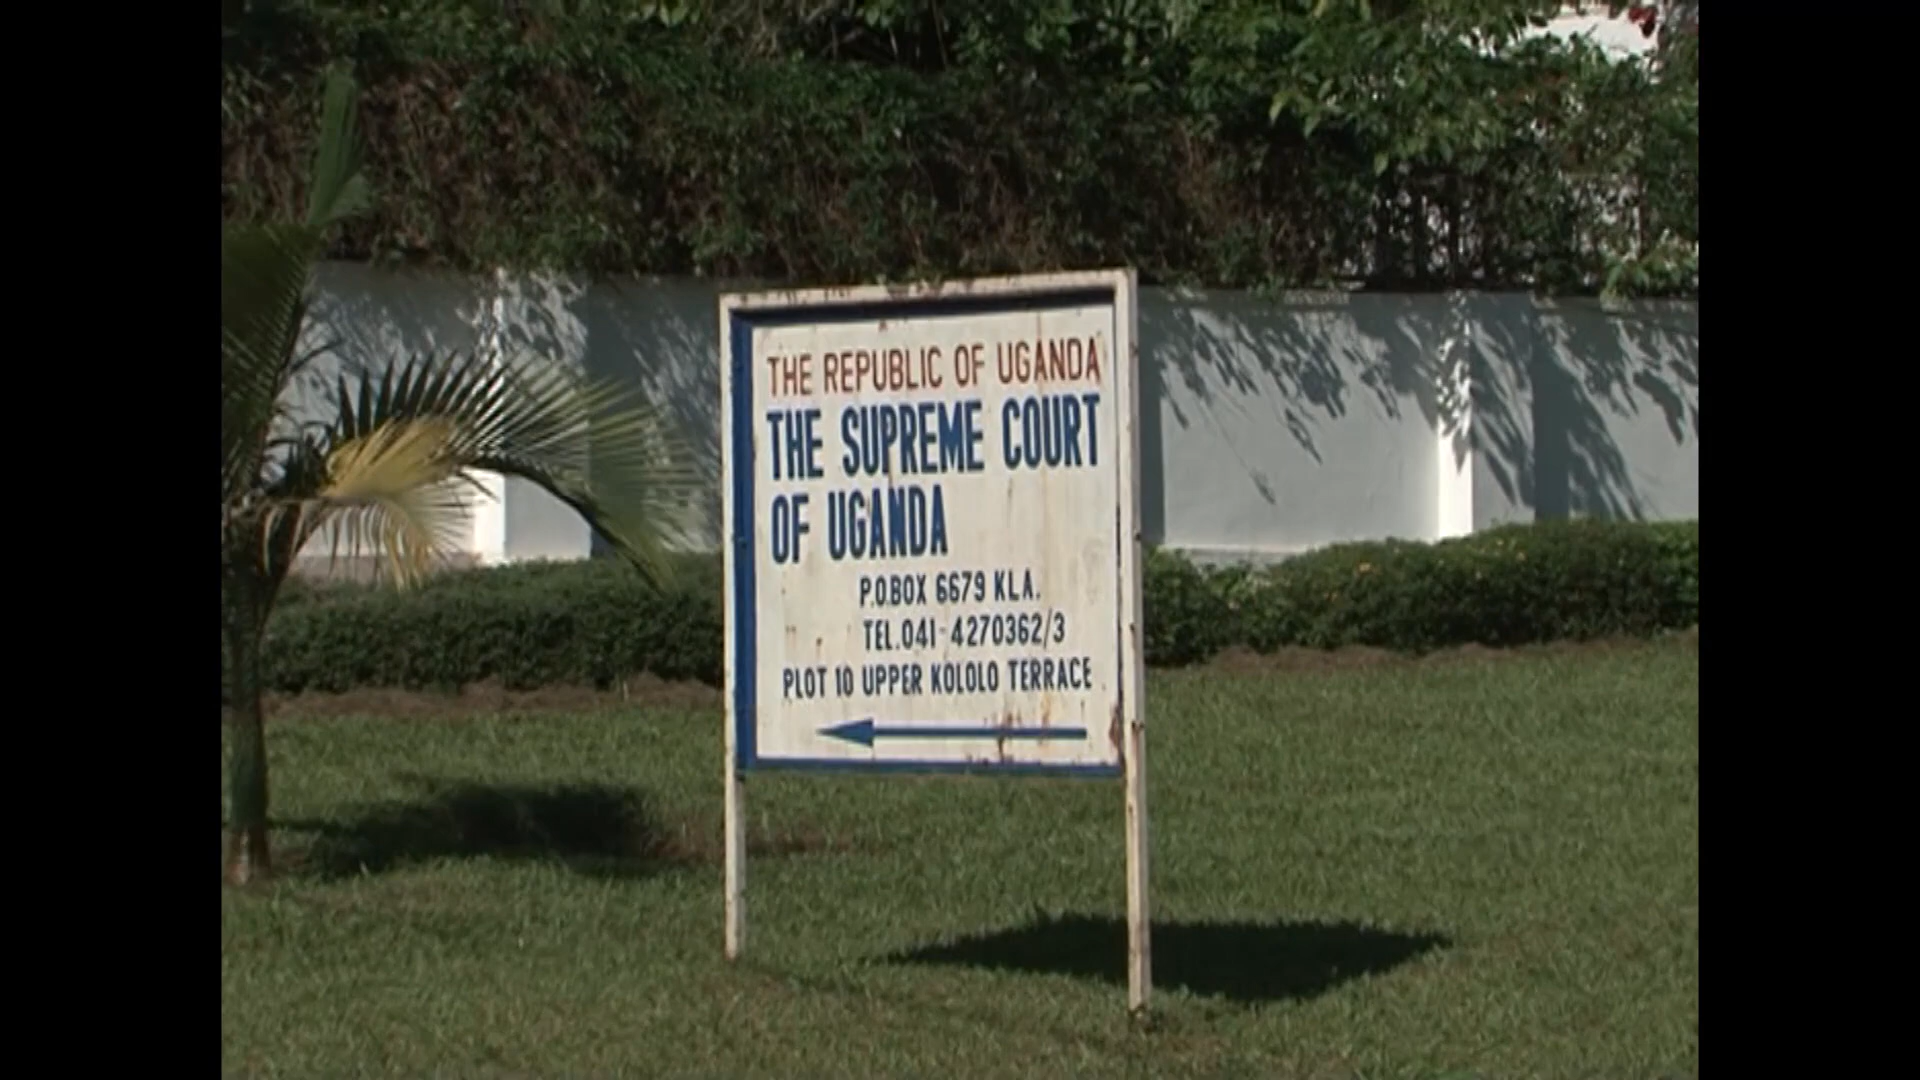 THE REPUBLIC OF UGANDA
THE SUPREME COURT
OF UGANDA
P.O.BOX 6679 KLA.
TEL.041-4270362/3
PLOT 10 UPPER KOLOLO TERRACE